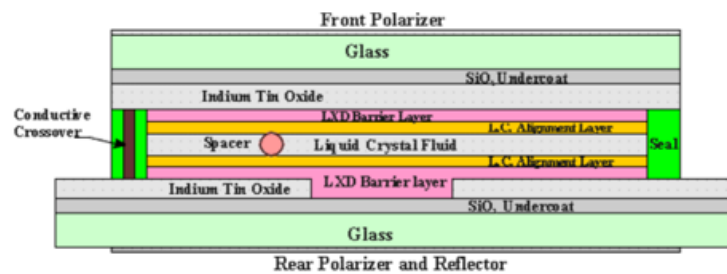 Front Polarizer
Glass
SiO, Undercoat
Indium Tin Oxide
LXD Barrier Layer
L.C. Alignment Layer
Conductive
Crossover
Spacer
Liquid Crystal Fluid
Seal
L.C. Alignment Layer
LXD Barrier layer
Indium Tin Oxide
SiO, Undercoat
Glass
Rear Polarizer and Reflector